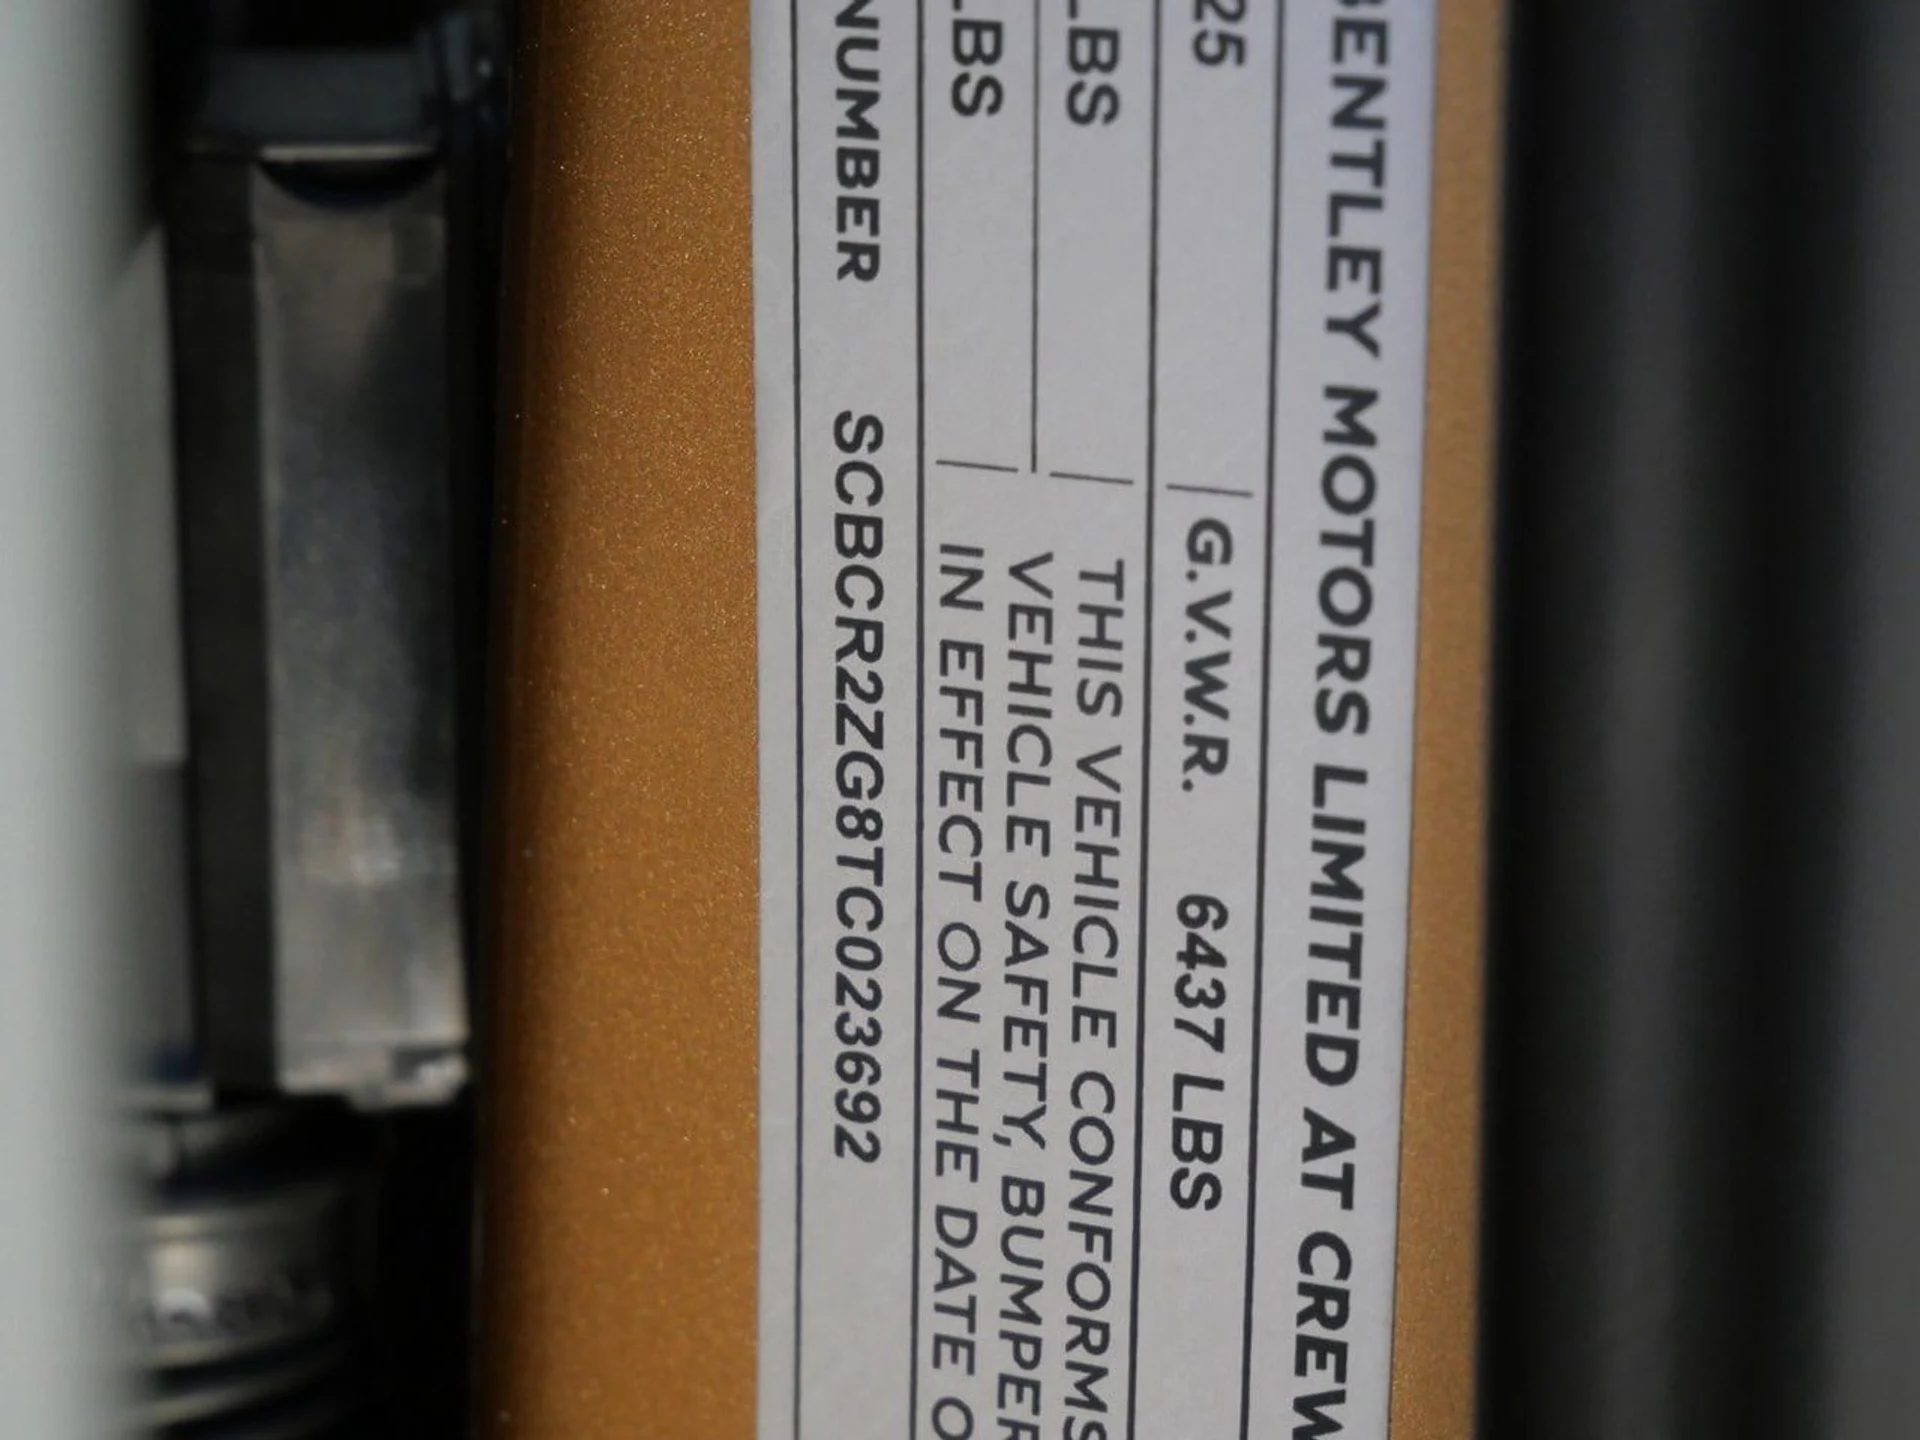 BENTLEY MOTORS LIMITED AT CREW
25 G.V.W.R. 6437 LBS
LBS THIS VEHICLE CONFORMS
VEHICLE SAFETY, BUMPER
LBS IN EFFECT ON THE DATE O
NUMBER SCBCR2ZG8TC023692